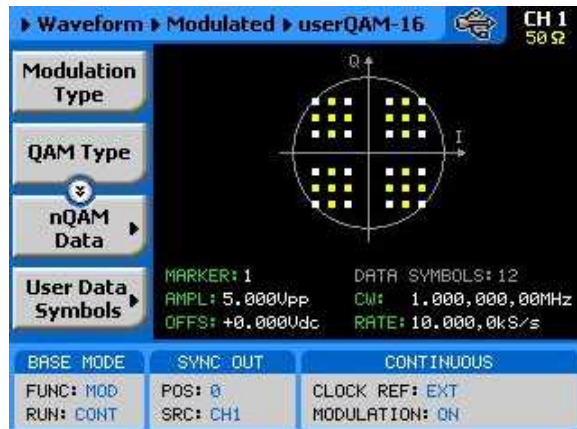 Waveform Modulated userQAM-16
CH 1
50 Ω
Modulation
Type
QAM Type
nQAM
Data
User Data
Symbols
Q
I
MARKER: 1 DATA SYMBOLS: 12
AMPL: 5.000Vpp CW: 1.000,000,00MHz
OFFS: +0.000Vdc RATE: 10.000,0kS/s
BASE MODE SYNC OUT CONTINUOUS
FUNC: MOD POS: 0 CLOCK REF: EXT
RUN: CONT SRC: CH1 MODULATION: ON